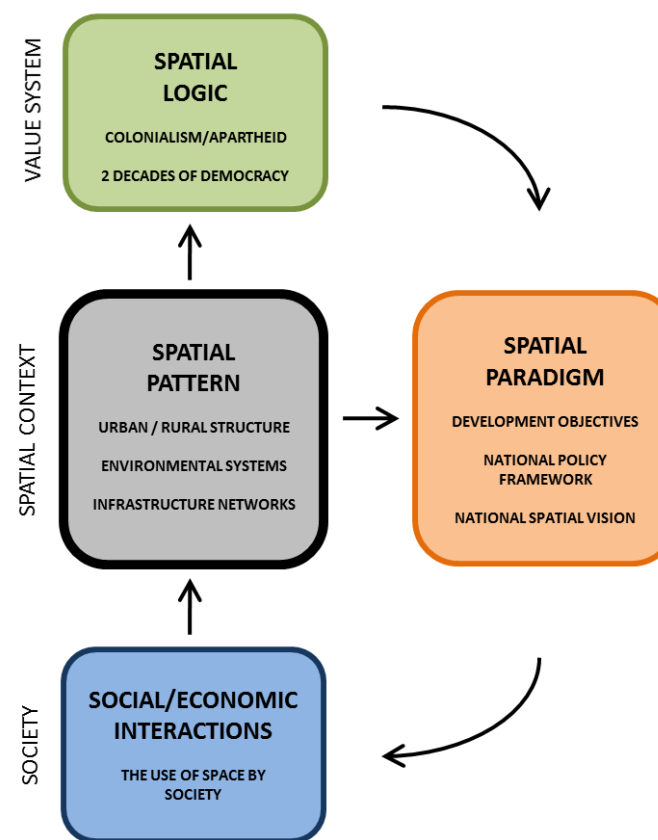 VALUE SYSTEM
SPATIAL
LOGIC
COLONIALISM/APARTHEID
2 DECADES OF DEMOCRACY
SPATIAL CONTEXT
SPATIAL
PATTERN
URBAN / RURAL STRUCTURE
ENVIRONMENTAL SYSTEMS
INFRASTRUCTURE NETWORKS
SPATIAL
PARADIGM
DEVELOPMENT OBJECTIVES
NATIONAL POLICY
FRAMEWORK
NATIONAL SPATIAL VISION
SOCIETY
SOCIAL/ECONOMIC
INTERACTIONS
THE USE OF SPACE BY
SOCIETY